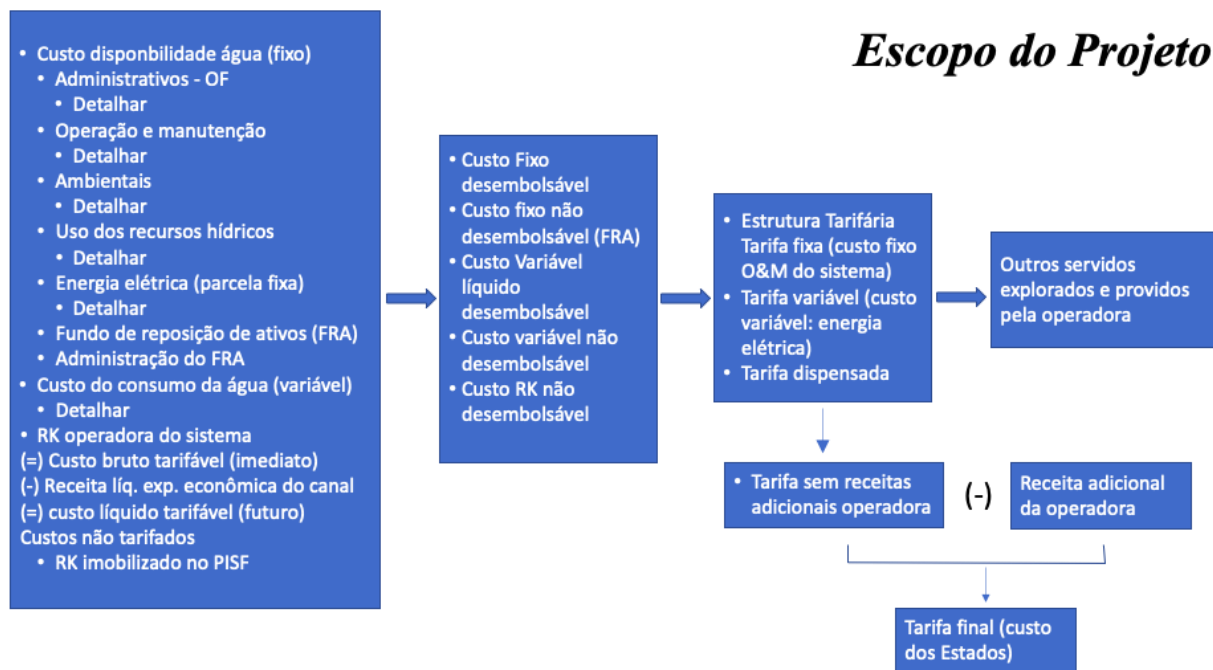 Escopo do Projeto
• Custo disponbilidade água (fixo)
• Administrativos - OF
• Detalhar
• Operação e manutenção
• Detalhar
• Ambientais
• Detalhar
• Uso dos recursos hídricos
• Detalhar
• Energia elétrica (parcela fixa)
• Detalhar
• Fundo de reposição de ativos (FRA)
• Administração do FRA
• Custo do consumo da água (variável)
• Detalhar
• RK operadora do sistema
(=) Custo bruto tarifável (imediato)
(-) Receita líq. exp. econômica do canal
(=) custo líquido tarifável (futuro)
Custos não tarifados
• RK imobilizado no PISF
• Custo Fixo
desembolsável
• Custo fixo não
desembolsável (FRA)
• Custo Variável
líquido
desembolsável
• Custo variável não
desembolsável
• Custo RK não
desembolsável
• Estrutura Tarifária
Tarifa fixa (custo fixo
O&M do sistema)
• Tarifa variável (custo
variável: energia
elétrica)
• Tarifa dispensada
Outros servidos
explorados e providos
pela operadora
• Tarifa sem receitas
adicionais operadora
(-)
Receita adicional
da operadora
Tarifa final (custo
dos Estados)